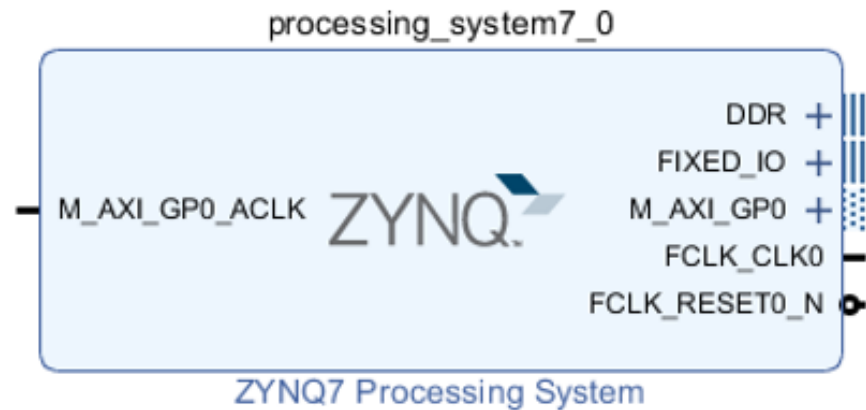 processing_system7_0
DDR
FIXED_IO
M_AXI_GP0_ACLK
ZYNQ
M_AXI_GP0
FCLK_CLK0
FCLK_RESET0_N
ZYNQ7 Processing System